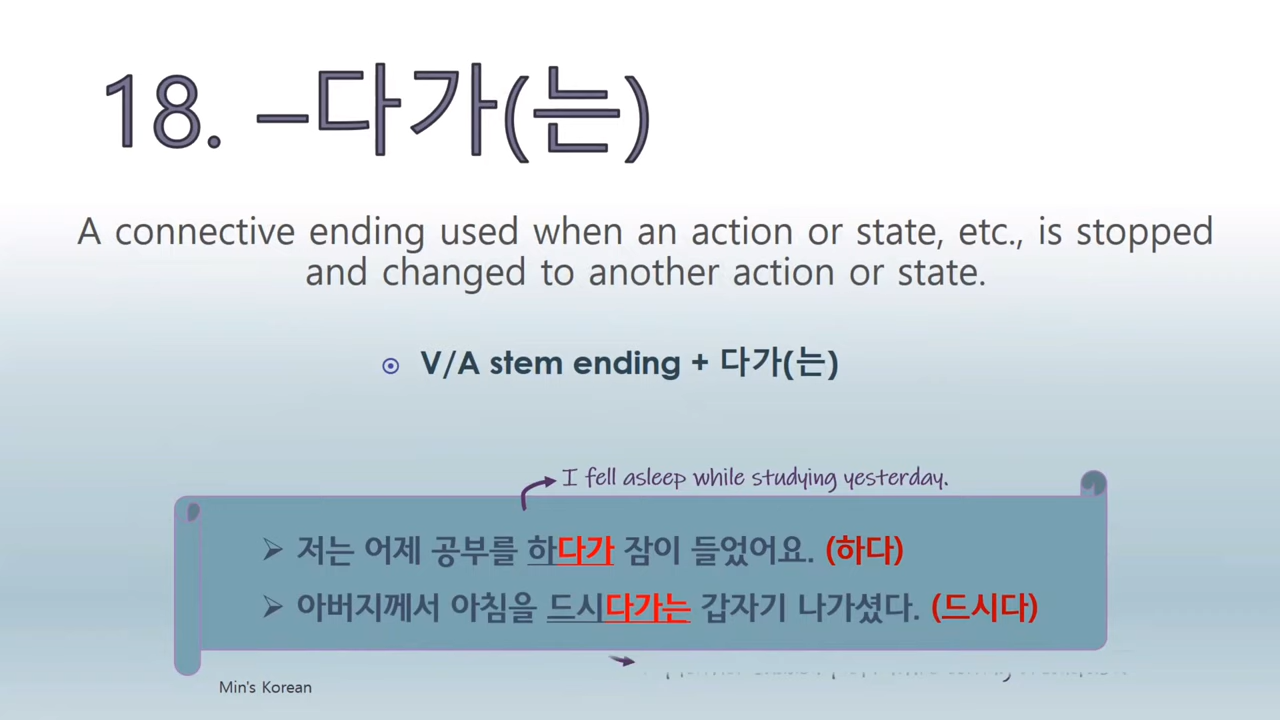 18. –다가(는)
A connective ending used when an action or state, etc., is stopped
and changed to another action or state.
V/A stem ending + 다가(는)
I fell asleep while studying yesterday.
저는 어제 공부를 하다가 잠이 들었어요. (하다)
아버지께서 아침을 드시다가는 갑자기 나가셨다. (드시다)
Min's Korean